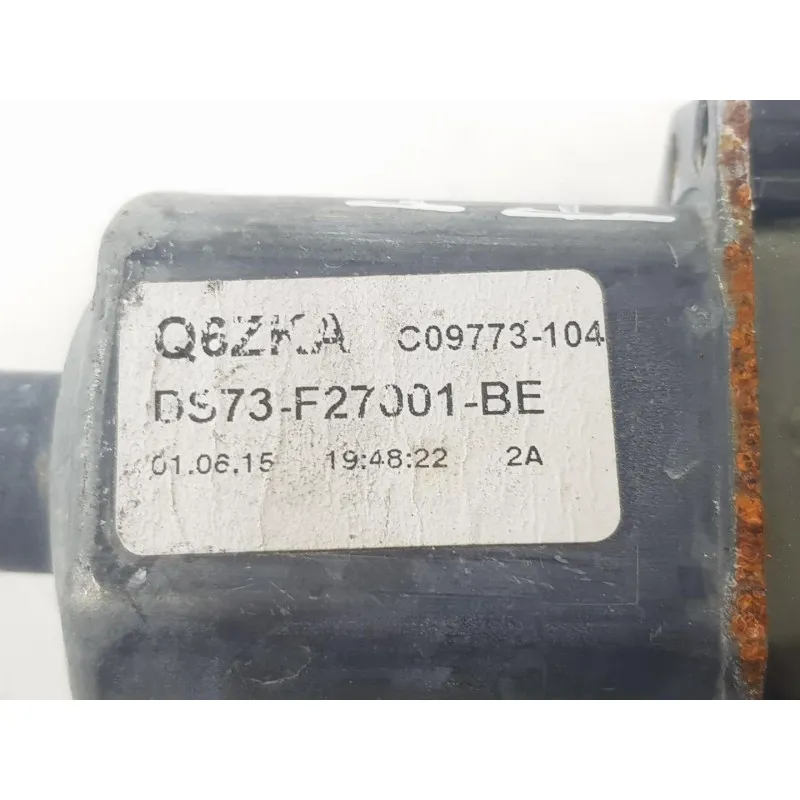 Q6ZKA C09773-104
DS73-F27001-BE
01.06.15 19:48:22 2A